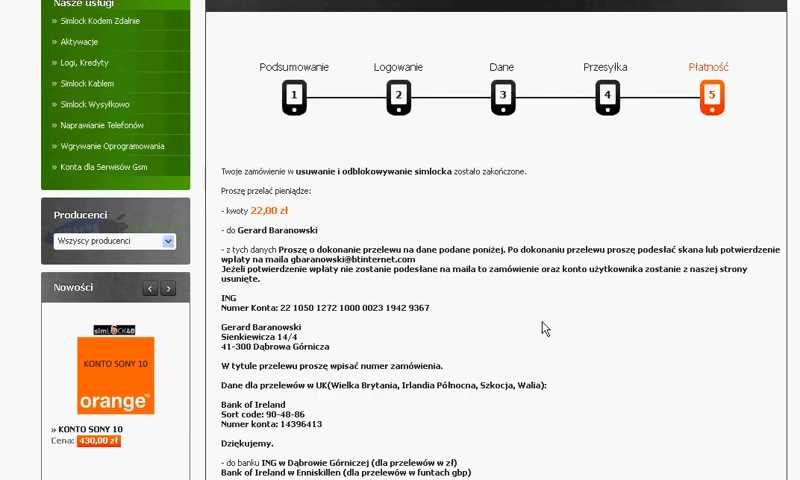 Nasze usługi
» Simlock Kodem Zdalnie
» Aktywacje
» Logi, Kredyty
» Simlock Kablem
» Simlock Wysyłkowo
» Naprawianie Telefonów
» Wgrywanie Oprogramowania
» Konta dla Serwisów Gsm
Producenci
Wszyscy producenci
Nowości
simLOCK48
KONTO SONY 10
orange™
» KONTO SONY 10
Cena: 430,00 zł
Podsumowanie Logowanie Dane Przesyłka Płatność
1 2 3 4 5
Twoje zamówienie w usuwanie i odblokowywanie simlocka zostało zakończone.
Proszę przelać pieniądze:
- kwoty 22,00 zł
- do Gerard Baranowski
- z tych danych Proszę o dokonanie przelewu na dane podane poniżej. Po dokonaniu przelewu proszę podesłać skana lub potwierdzenie
wpłaty na maila gbaranowski@btinternet.com
Jeżeli potwierdzenie wpłaty nie zostanie podesłane na maila to zamówienie oraz konto użytkownika zostanie z naszej strony
usunięte.
ING
Numer Konta: 22 1050 1272 1000 0023 1942 9367
Gerard Baranowski
Sienkiewicza 14/4
41-300 Dąbrowa Górnicza
W tytule przelewu proszę wpisać numer zamówienia.
Dane dla przelewów w UK(Wielka Brytania, Irlandia Północna, Szkocja, Walia):
Bank of Ireland
Sort code: 90-48-86
Numer konta: 14396413
Dziękujemy.
- do banku ING w Dąbrowie Górniczej (dla przelewów w zł)
Bank of Ireland w Enniskillen (dla przelewów w funtach gbp)